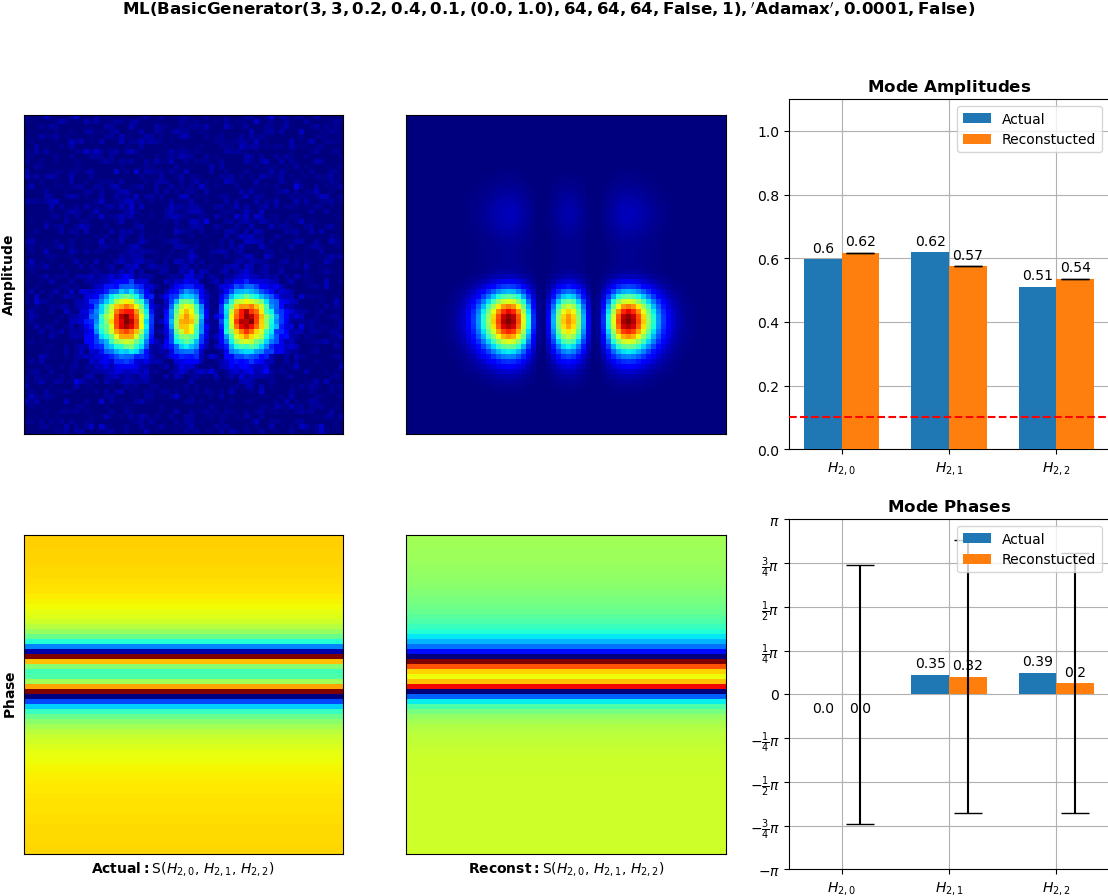 ML(BasicGenerator(3, 3, 0.2, 0.4, 0.1, (0.0, 1.0), 64, 64, 64, False, 1), ′Adamax′, 0.0001, False)
Amplitude
Mode Amplitudes
Actual
Reconstucted
1.0
0.8
0.6
0.4
0.2
0.0
0.6
0.62
0.62
0.57
0.51
0.54
H2,0
H2,1
H2,2
Phase
Actual: S(H2,0, H2,1, H2,2)
Reconst: S(H2,0, H2,1, H2,2)
Mode Phases
Actual
Reconstucted
π
3/4π
1/2π
1/4π
0
−1/4π
−1/2π
−3/4π
−π
0.0
0.0
0.35
0.32
0.39
0.2
H2,0
H2,1
H2,2